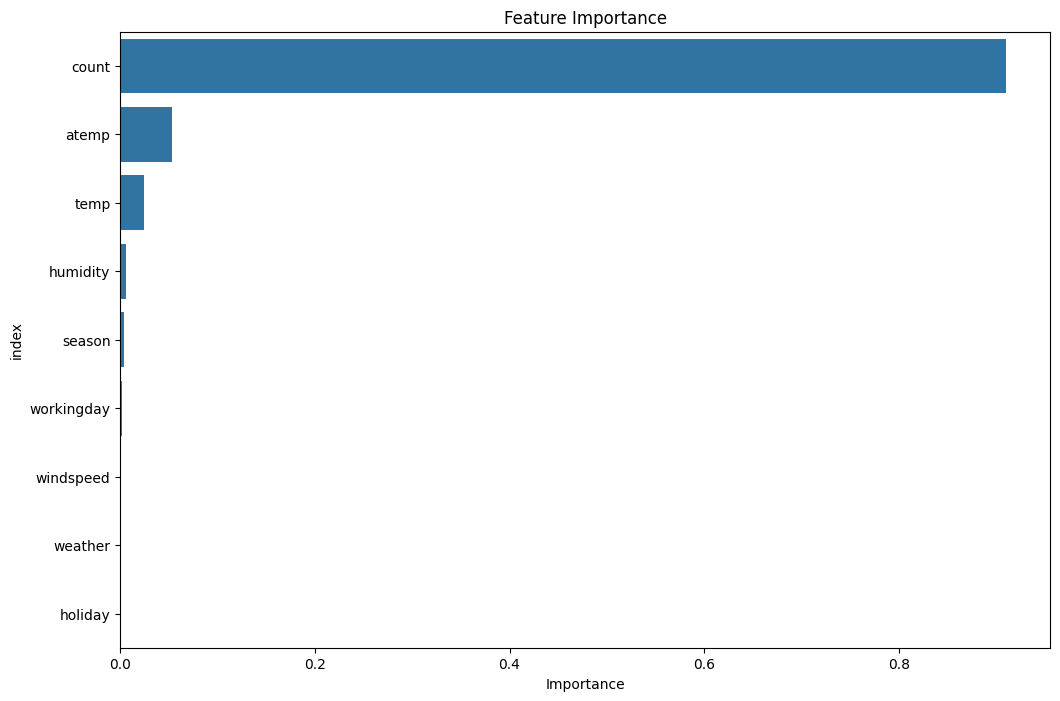 Feature Importance
count
atemp
temp
humidity
season
workingday
windspeed
weather
holiday
index
0.0 0.2 0.4 0.6 0.8
Importance